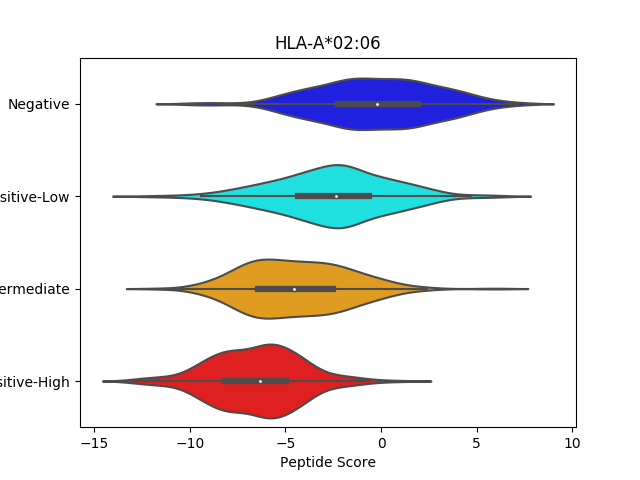 HLA-A*02:06
Negative
sitive-Low
ermediate
sitive-High
−15 −10 −5 0 5 10
Peptide Score